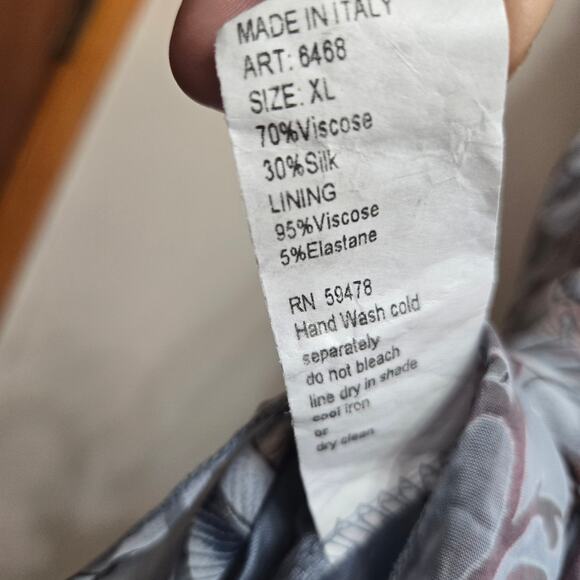 MADE IN ITALY
ART: 6468
SIZE: XL
70%Viscose
30%Silk
LINING
95%Viscose
5%Elastane
RN 59478
Hand Wash cold
separately
do not bleach
line dry in shade
cool iron
or
dry clean